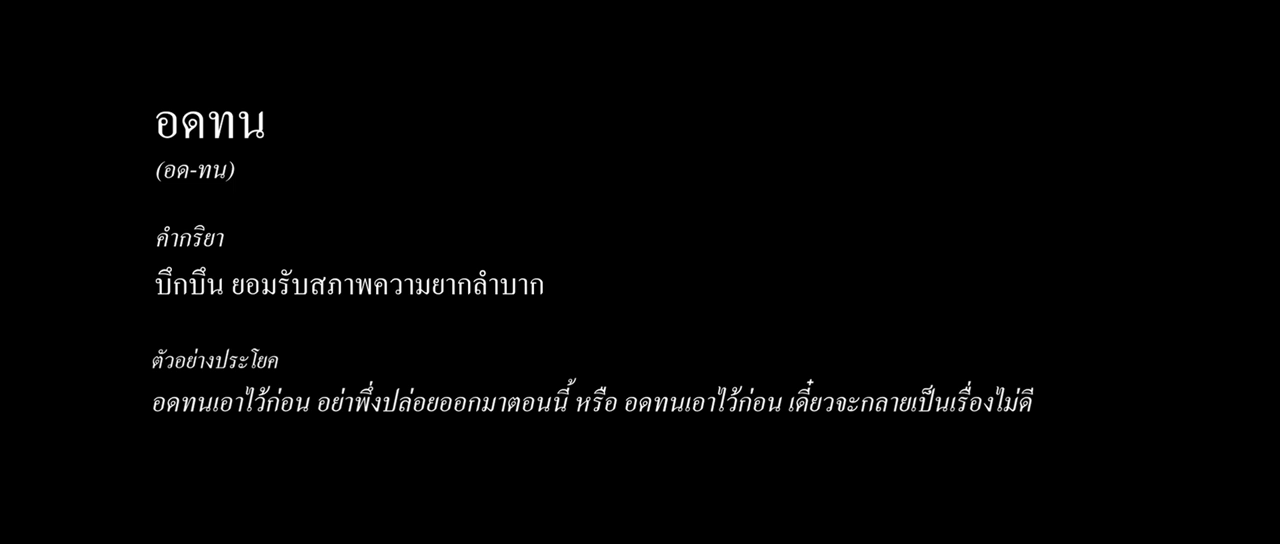 อดทน
(อด-ทน)
คำกริยา
บึกบึน ยอมรับสภาพความยากลำบาก
ตัวอย่างประโยค
อดทนเอาไว้ก่อน อย่าพึ่งปล่อยออกมาตอนนี้ หรือ อดทนเอาไว้ก่อน เดี๋ยวจะกลายเป็นเรื่องไม่ดี